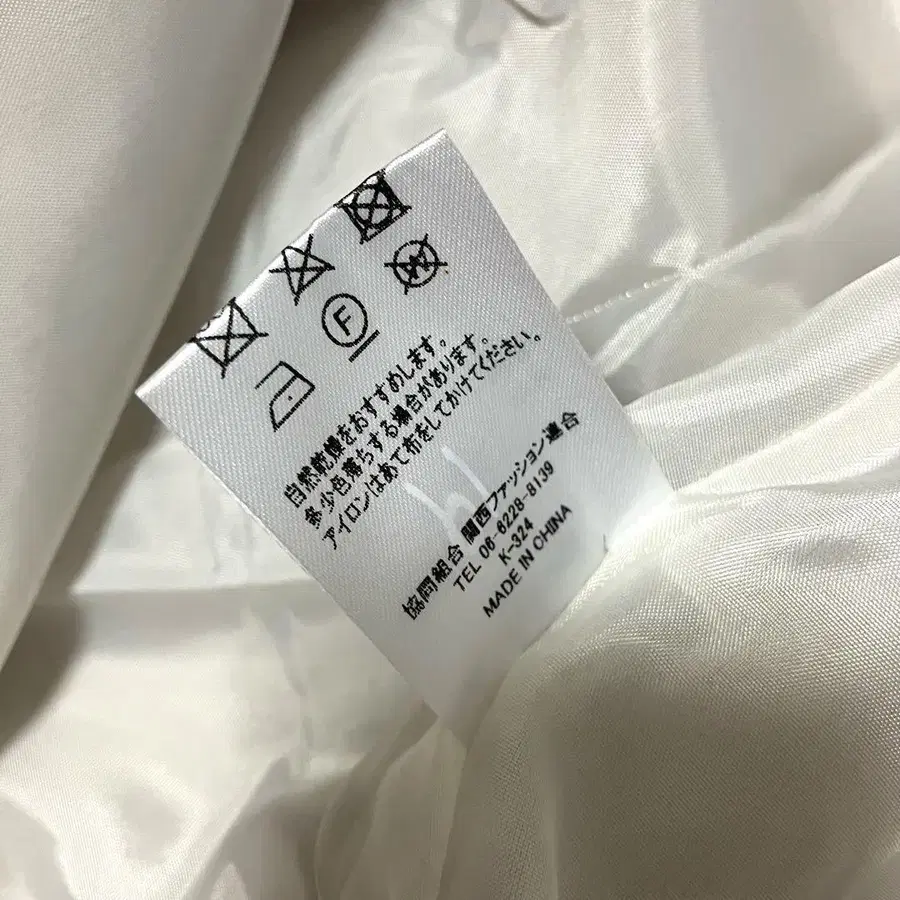 F
W
自然乾燥をおすすめします。
多少色落ちする場合があります。
アイロンはあて布をしてかけてください。
協同組合 関西ファッション連合
TEL 06-6228-8139
K-324
MADE IN CHINA